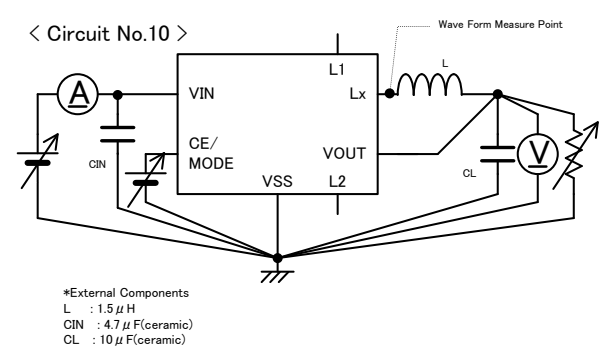 < Circuit No.10 >
Wave Form Measure Point
L1
L
A
VIN
Lx
CIN
CE/
MODE
VOUT
CL
V
VSS
L2
*External Components
L : 1.5 μ H
CIN : 4.7 μ F(ceramic)
CL : 10 μ F(ceramic)